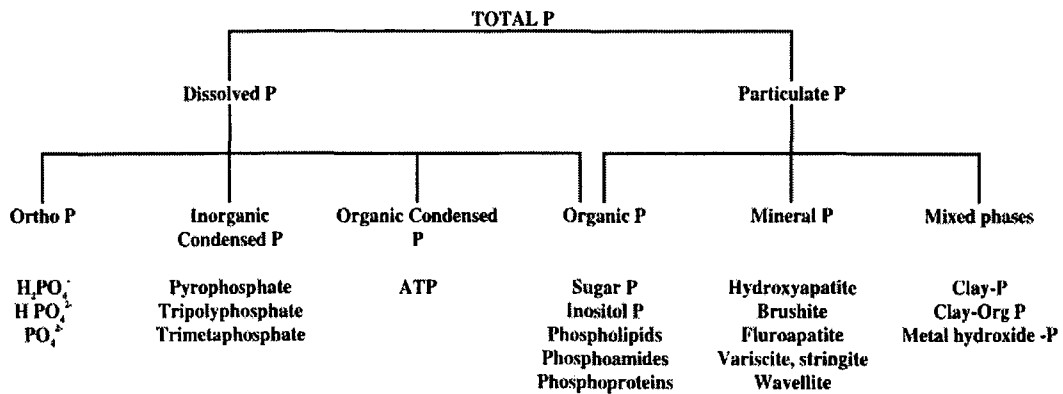 TOTAL P
Dissolved P
Particulate P
Ortho P
Inorganic
Condensed P
Organic Condensed
P
Organic P
Mineral P
Mixed phases
H₂PO₄⁻
H PO₄²⁻
PO₄³⁻
Pyrophosphate
Tripolyphosphate
Trimetaphosphate
ATP
Sugar P
Inositol P
Phospholipids
Phosphoamides
Phosphoproteins
Hydroxyapatite
Brushite
Fluroapatite
Variscite, stringite
Wavellite
Clay-P
Clay-Org P
Metal hydroxide -P